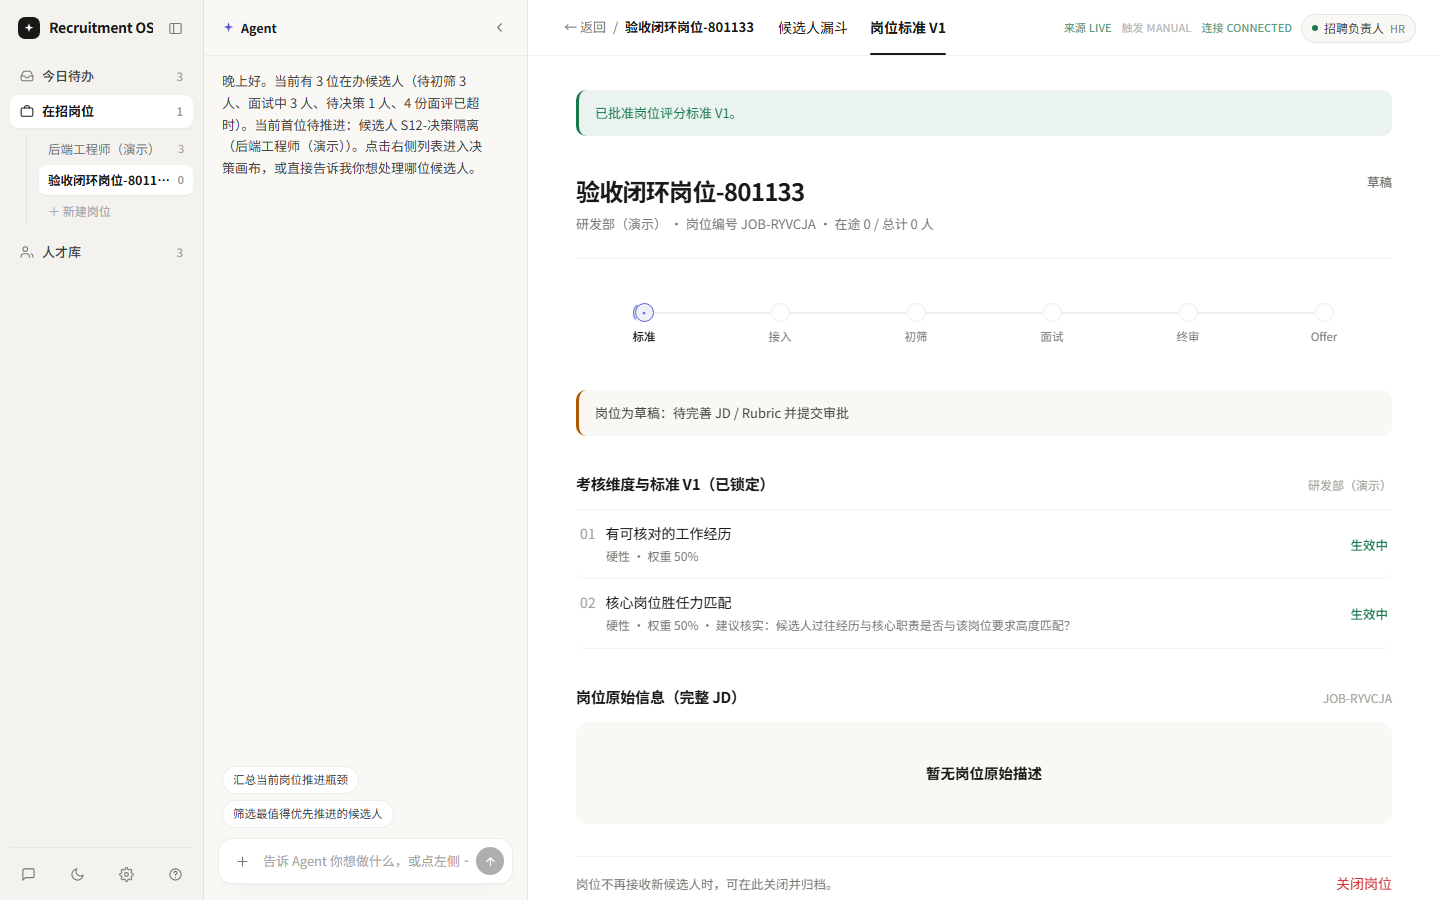 Recruitment OS
今日待办 3
在招岗位 1
后端工程师（演示） 3
验收闭环岗位-8011··· 0
+ 新建岗位
人才库 3
Agent
晚上好。当前有 3 位在办候选人（待初筛 3
人、面试中 3 人、待决策 1 人、4 份面评已超
时）。当前首位待推进：候选人 S12-决策隔离
（后端工程师（演示））。点击右侧列表进入决
策画布，或直接告诉我你想处理哪位候选人。
汇总当前岗位推进瓶颈
筛选最值得优先推进的候选人
告诉 Agent 你想做什么，或点左侧 -
← 返回 / 验收闭环岗位-801133 候选人漏斗 岗位标准 V1
来源 LIVE 触发 MANUAL 连接 CONNECTED 招聘负责人 HR
已批准岗位评分标准 V1。
验收闭环岗位-801133
草稿
研发部（演示） · 岗位编号 JOB-RYVCJA · 在途 0 / 总计 0 人
标准 接入 初筛 面试 终审 Offer
岗位为草稿：待完善 JD / Rubric 并提交审批
考核维度与标准 V1（已锁定）
研发部（演示）
01 有可核对的工作经历
硬性 · 权重 50%
生效中
02 核心岗位胜任力匹配
硬性 · 权重 50% · 建议核实：候选人过往经历与核心职责是否与该岗位要求高度匹配？
生效中
岗位原始信息（完整 JD）
JOB-RYVCJA
暂无岗位原始描述
岗位不再接收新候选人时，可在此关闭并归档。
关闭岗位